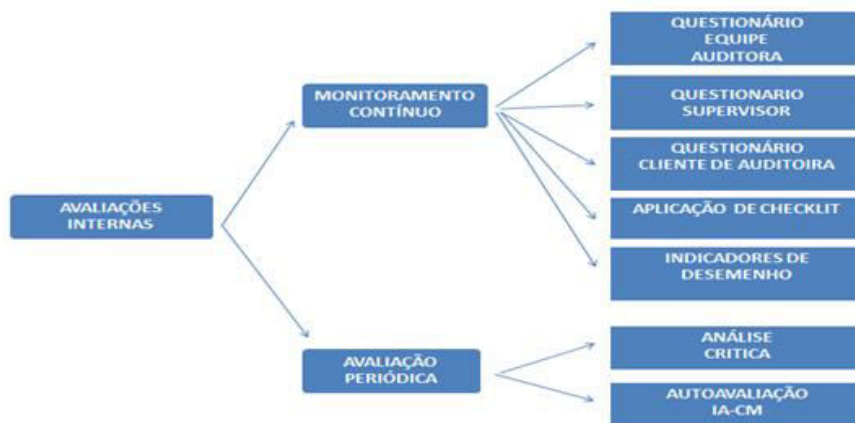 QUESTIONÁRIO
EQUIPE
AUDITORA
MONITORAMENTO
CONTÍNUO
QUESTIONARIO
SUPERVISOR
QUESTIONÁRIO
CLIENTE DE AUDITOIRA
AVALIAÇÕES
INTERNAS
APLICAÇÃO DE CHECKLIT
INDICADORES DE
DESEMENHO
AVALIAÇÃO
PERIÓDICA
ANÁLISE
CRITICA
AUTOAVALIAÇÃO
IA-CM